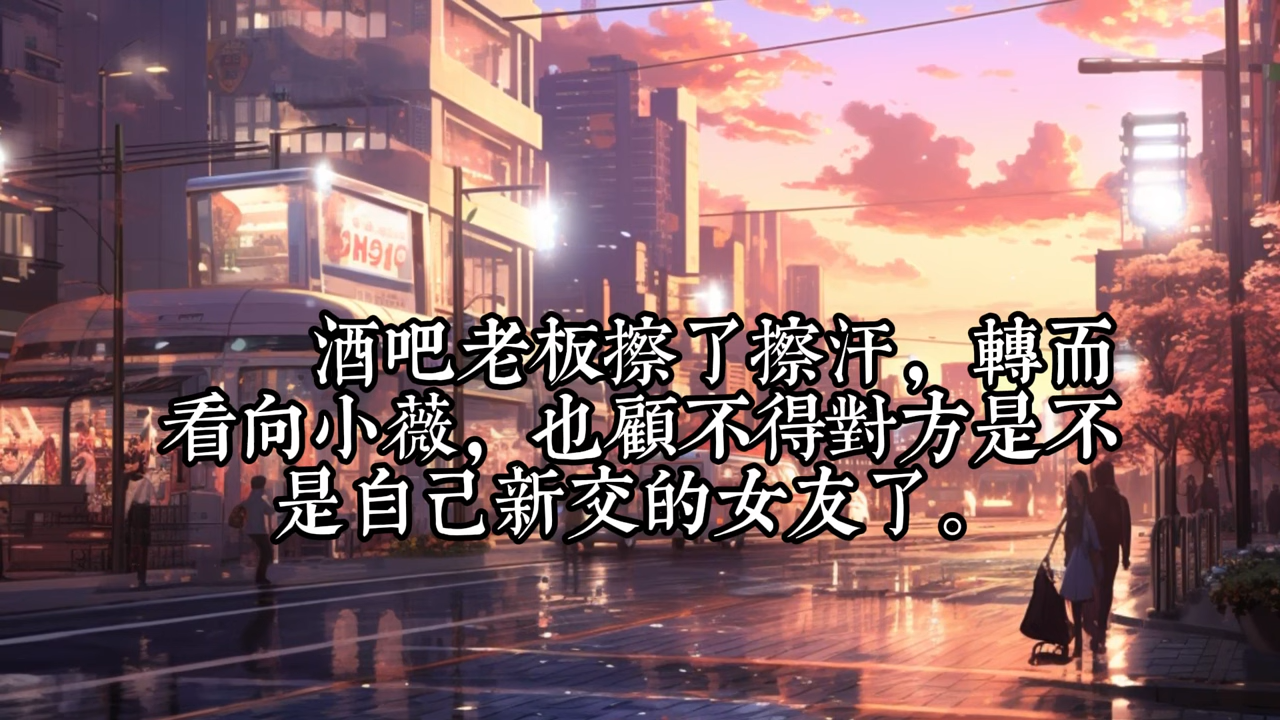 酒吧老板擦了擦汗，轉而
看向小薇，也顧不得對方是不
是自己新交的女友了。